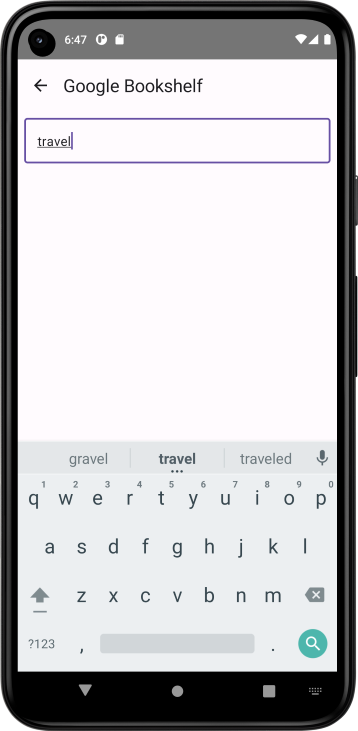 6:47
Google Bookshelf
travel
gravel travel traveled
1 2 3 4 5 6 7 8 9 0
q w e r t y u i o p
a s d f g h j k l
z x c v b n m
?123 , .